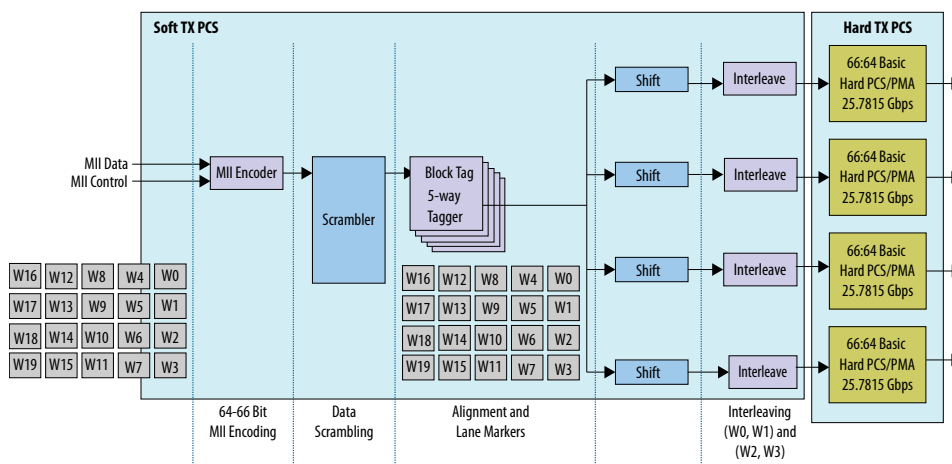 Soft TX PCS
Hard TX PCS
Shift
Interleave
66:64 Basic
Hard PCS/PMA
25.7815 Gbps
MII Data
MII Control
MII Encoder
Scrambler
Block Tag
5-way
Tagger
Shift
Interleave
66:64 Basic
Hard PCS/PMA
25.7815 Gbps
W16 W12 W8 W4 W0
W17 W13 W9 W5 W1
W18 W14 W10 W6 W2
W19 W15 W11 W7 W3
W16 W12 W8 W4 W0
W17 W13 W9 W5 W1
W18 W14 W10 W6 W2
W19 W15 W11 W7 W3
Shift
Interleave
66:64 Basic
Hard PCS/PMA
25.7815 Gbps
Shift
Interleave
66:64 Basic
Hard PCS/PMA
25.7815 Gbps
64-66 Bit
MII Encoding
Data
Scrambling
Alignment and
Lane Markers
Interleaving
(W0, W1) and
(W2, W3)